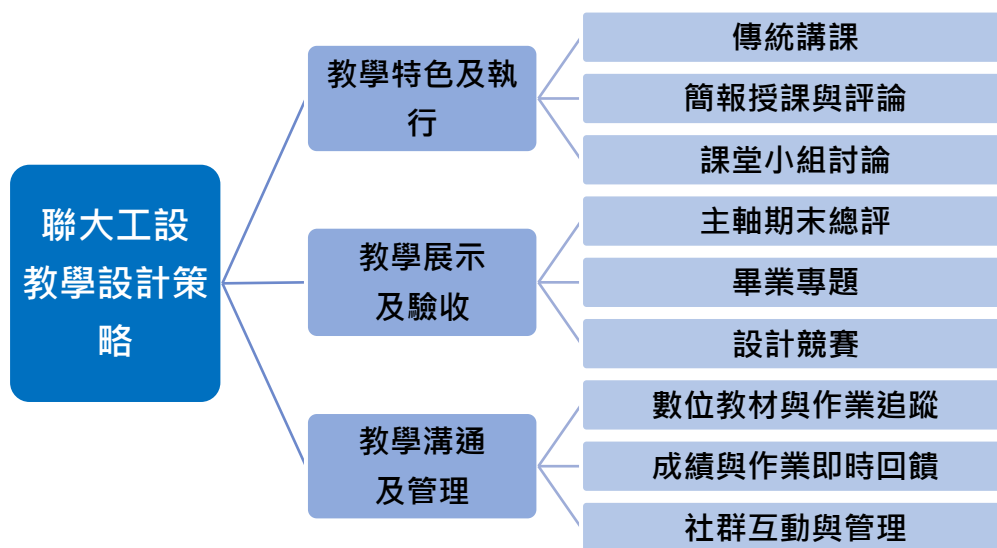 聯大工設
教學設計策
略
教學特色及執
行
傳統講課
簡報授課與評論
課堂小組討論
教學展示
及驗收
主軸期末總評
畢業專題
設計競賽
教學溝通
及管理
數位教材與作業追蹤
成績與作業即時回饋
社群互動與管理